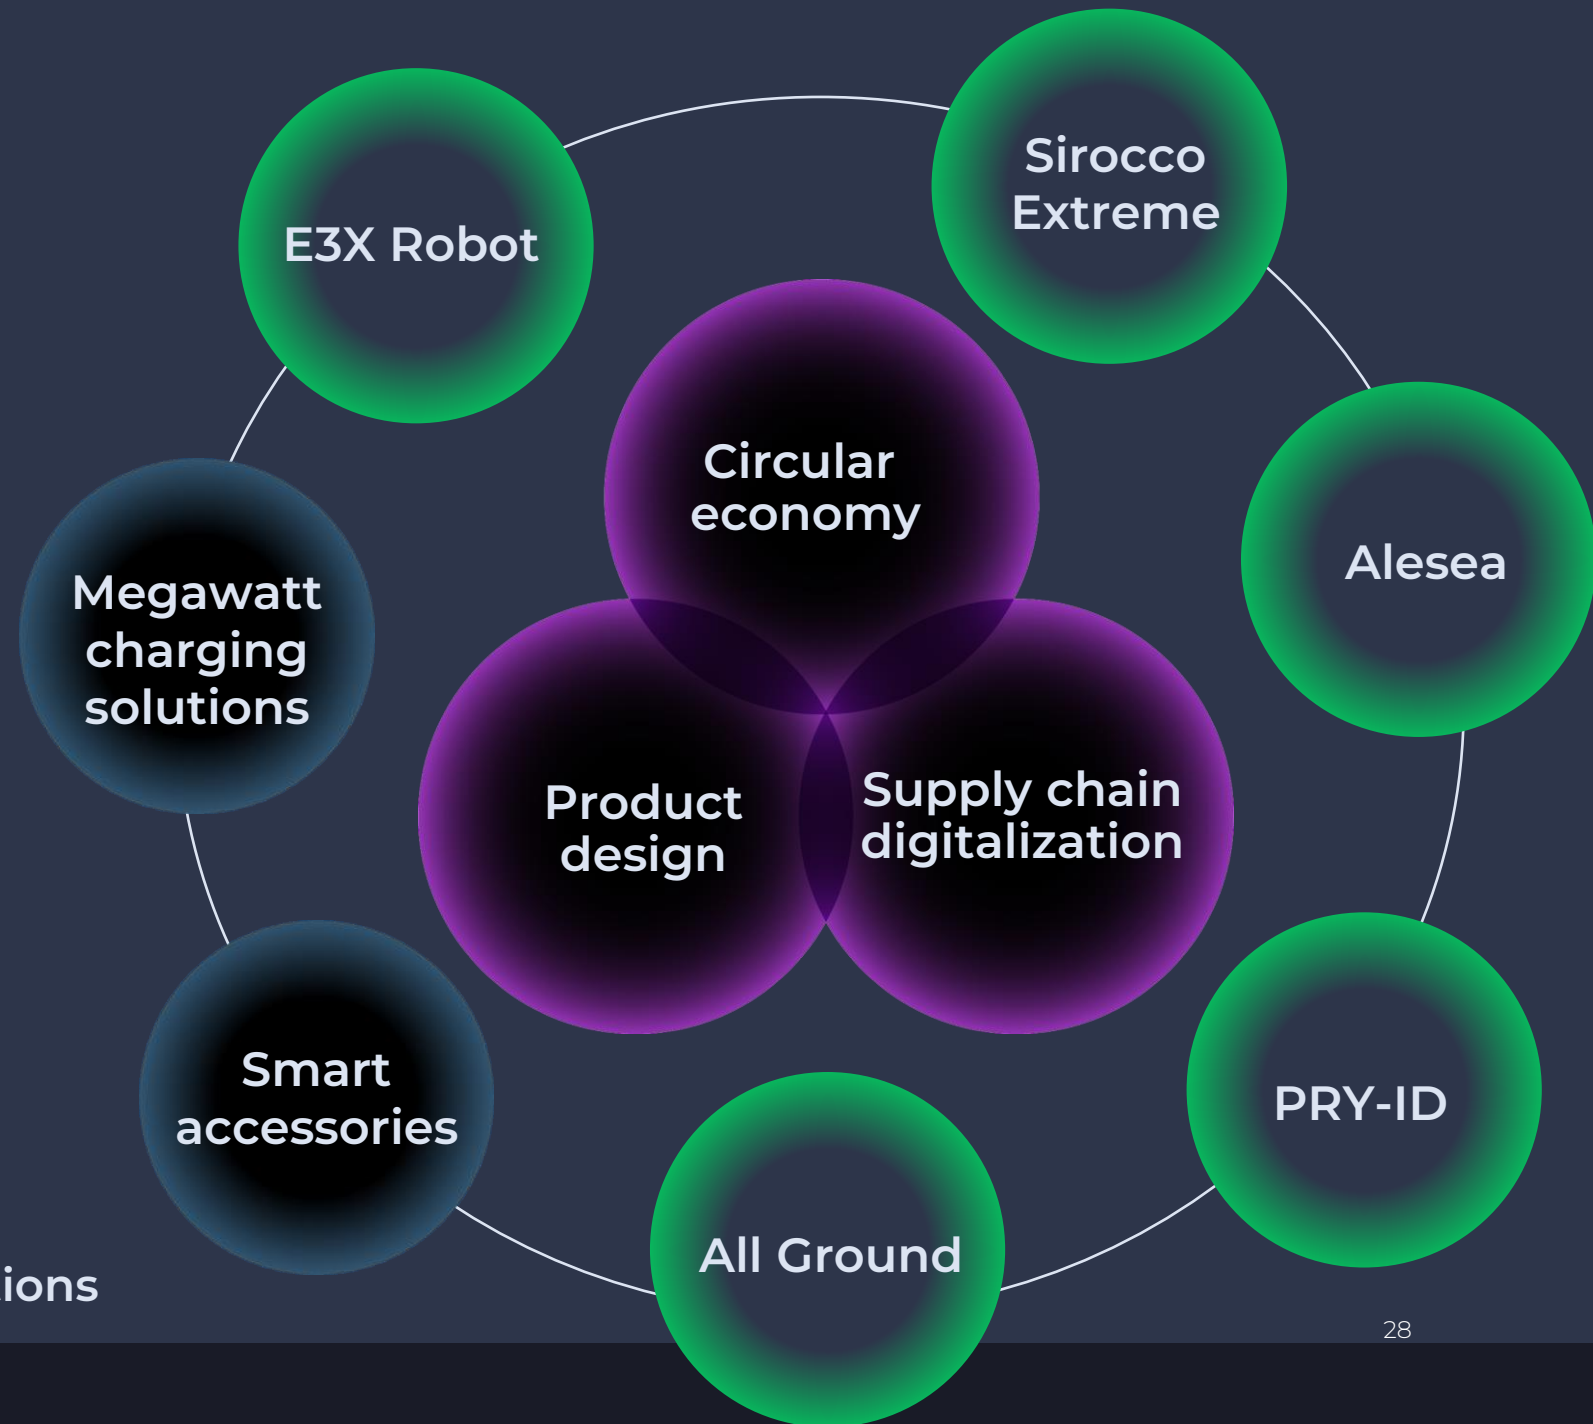 Sirocco
Extreme
E3X Robot
Circular
economy
Alesea
Megawatt
charging
solutions
Product
design
Supply chain
digitalization
Smart
accessories
PRY-ID
All Ground
ions
28